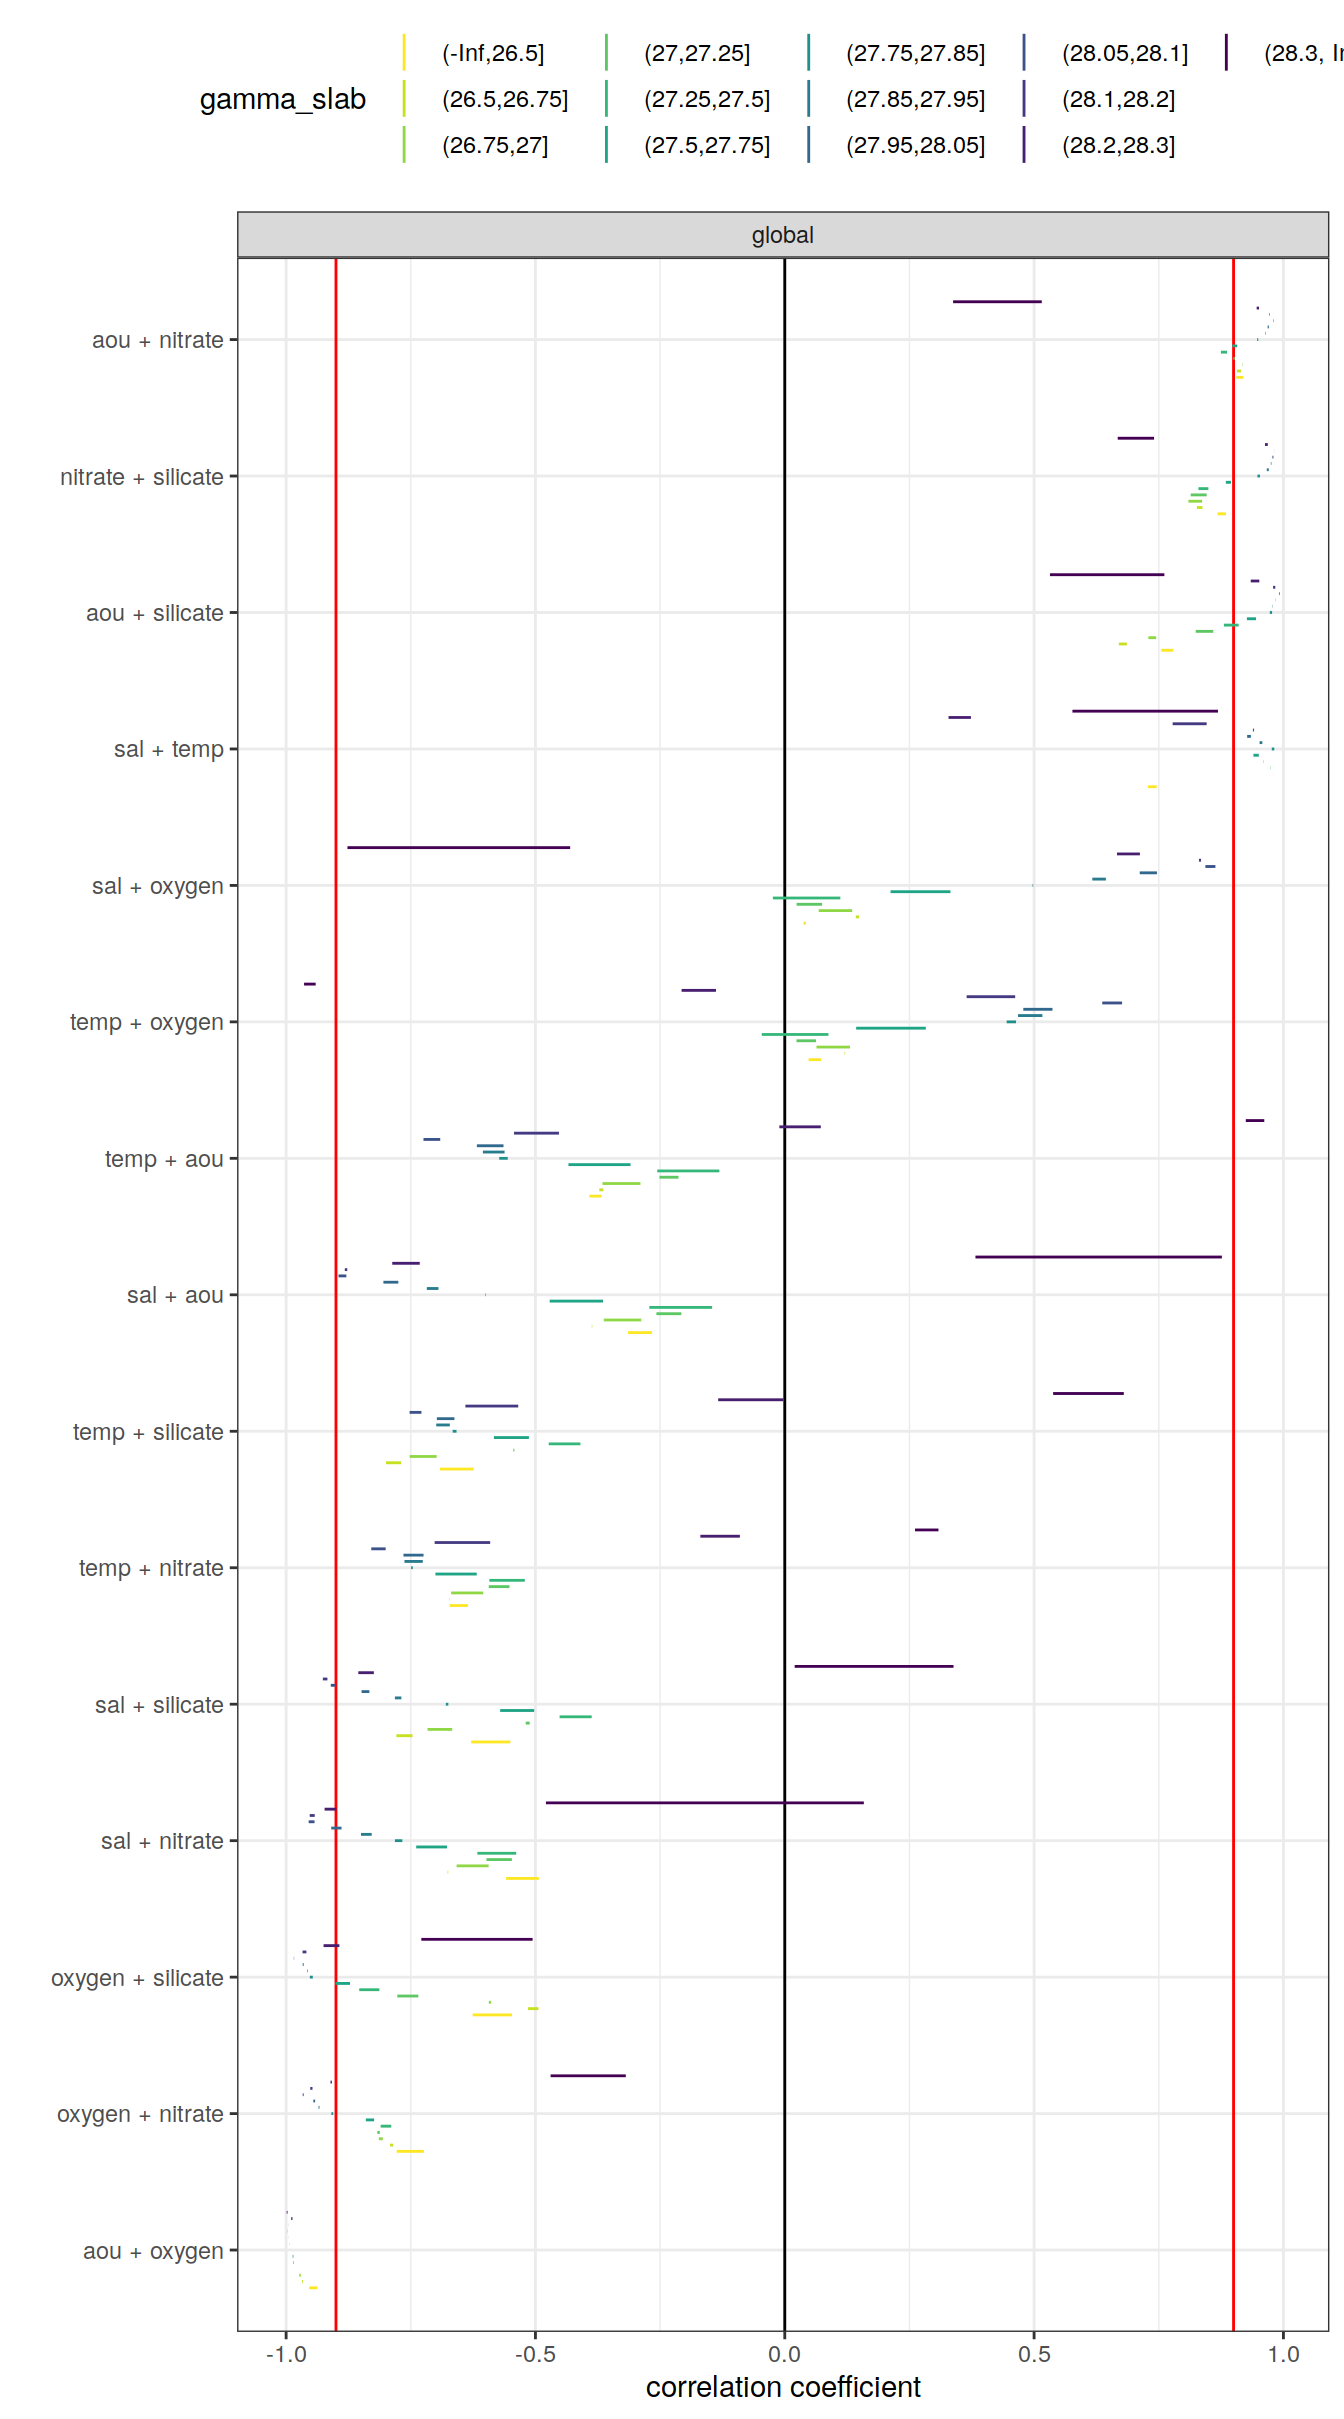 gamma_slab
(-Inf,26.5] (27,27.25] (27.75,27.85] (28.05,28.1] (28.3, In
(26.5,26.75] (27.25,27.5] (27.85,27.95] (28.1,28.2]
(26.75,27] (27.5,27.75] (27.95,28.05] (28.2,28.3]
global
aou + nitrate
nitrate + silicate
aou + silicate
sal + temp
sal + oxygen
temp + oxygen
temp + aou
sal + aou
temp + silicate
temp + nitrate
sal + silicate
sal + nitrate
oxygen + silicate
oxygen + nitrate
aou + oxygen
-1.0 -0.5 0.0 0.5 1.0
correlation coefficient